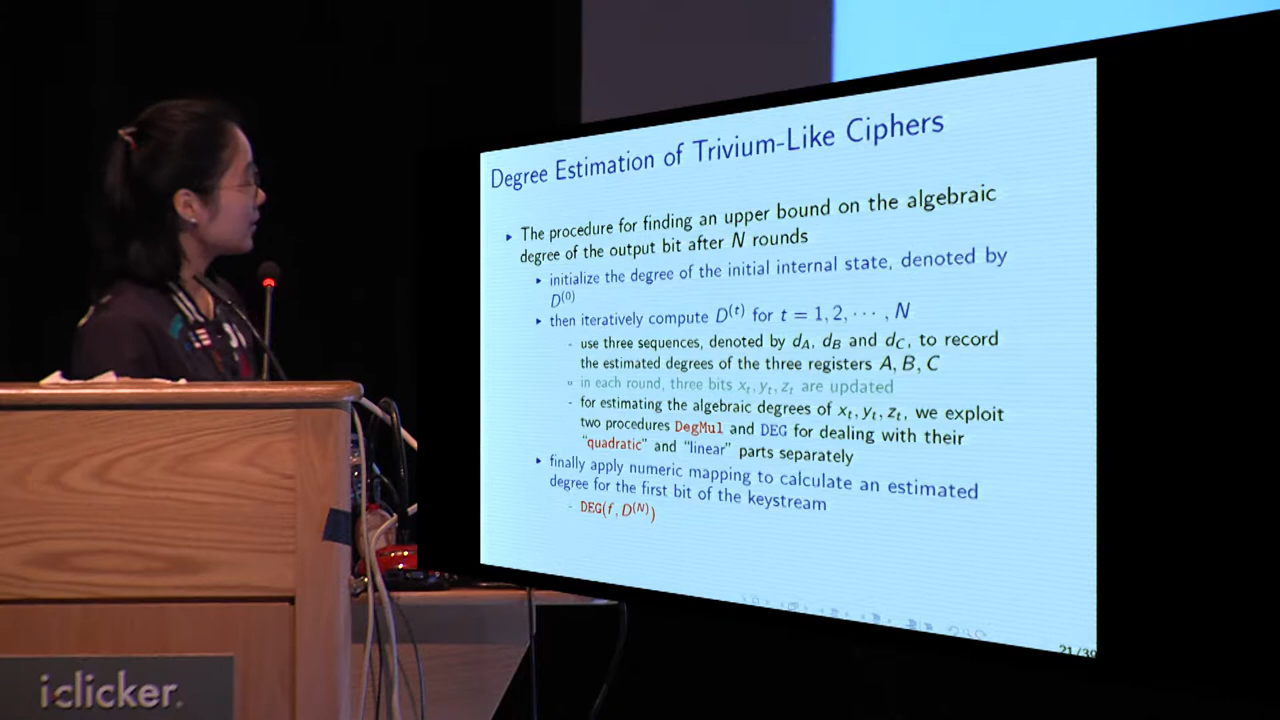 Degree Estimation of Trivium-Like Ciphers
▸ The procedure for finding an upper bound on the algebraic
degree of the output bit after N rounds
▸ initialize the degree of the initial internal state, denoted by
D⁽⁰⁾
▸ then iteratively compute D⁽ᵗ⁾ for t = 1, 2, ⋯ , N
- use three sequences, denoted by d_A, d_B and d_C, to record
the estimated degrees of the three registers A, B, C
- in each round, three bits x_t, y_t, z_t are updated
- for estimating the algebraic degrees of x_t, y_t, z_t, we exploit
two procedures DegMul and DEG for dealing with their
"quadratic" and "linear" parts separately
▸ finally apply numeric mapping to calculate an estimated
degree for the first bit of the keystream
- DEG(f, D⁽ᴺ⁾)
21/30
iclicker.